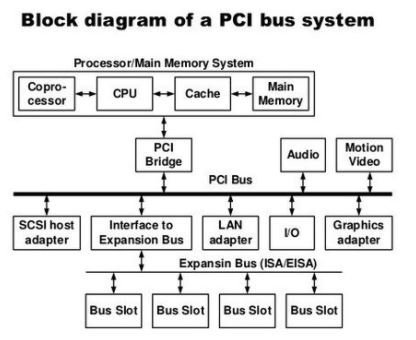 Block diagram of a PCI bus system
Processor/Main Memory System
Copro-
cessor
CPU
Cache
Main
Memory
PCI
Bridge
Audio
Motion
Video
PCI Bus
SCSI host
adapter
Interface to
Expansion Bus
LAN
adapter
I/O
Graphics
adapter
Expansin Bus (ISA/EISA)
Bus Slot
Bus Slot
Bus Slot
Bus Slot